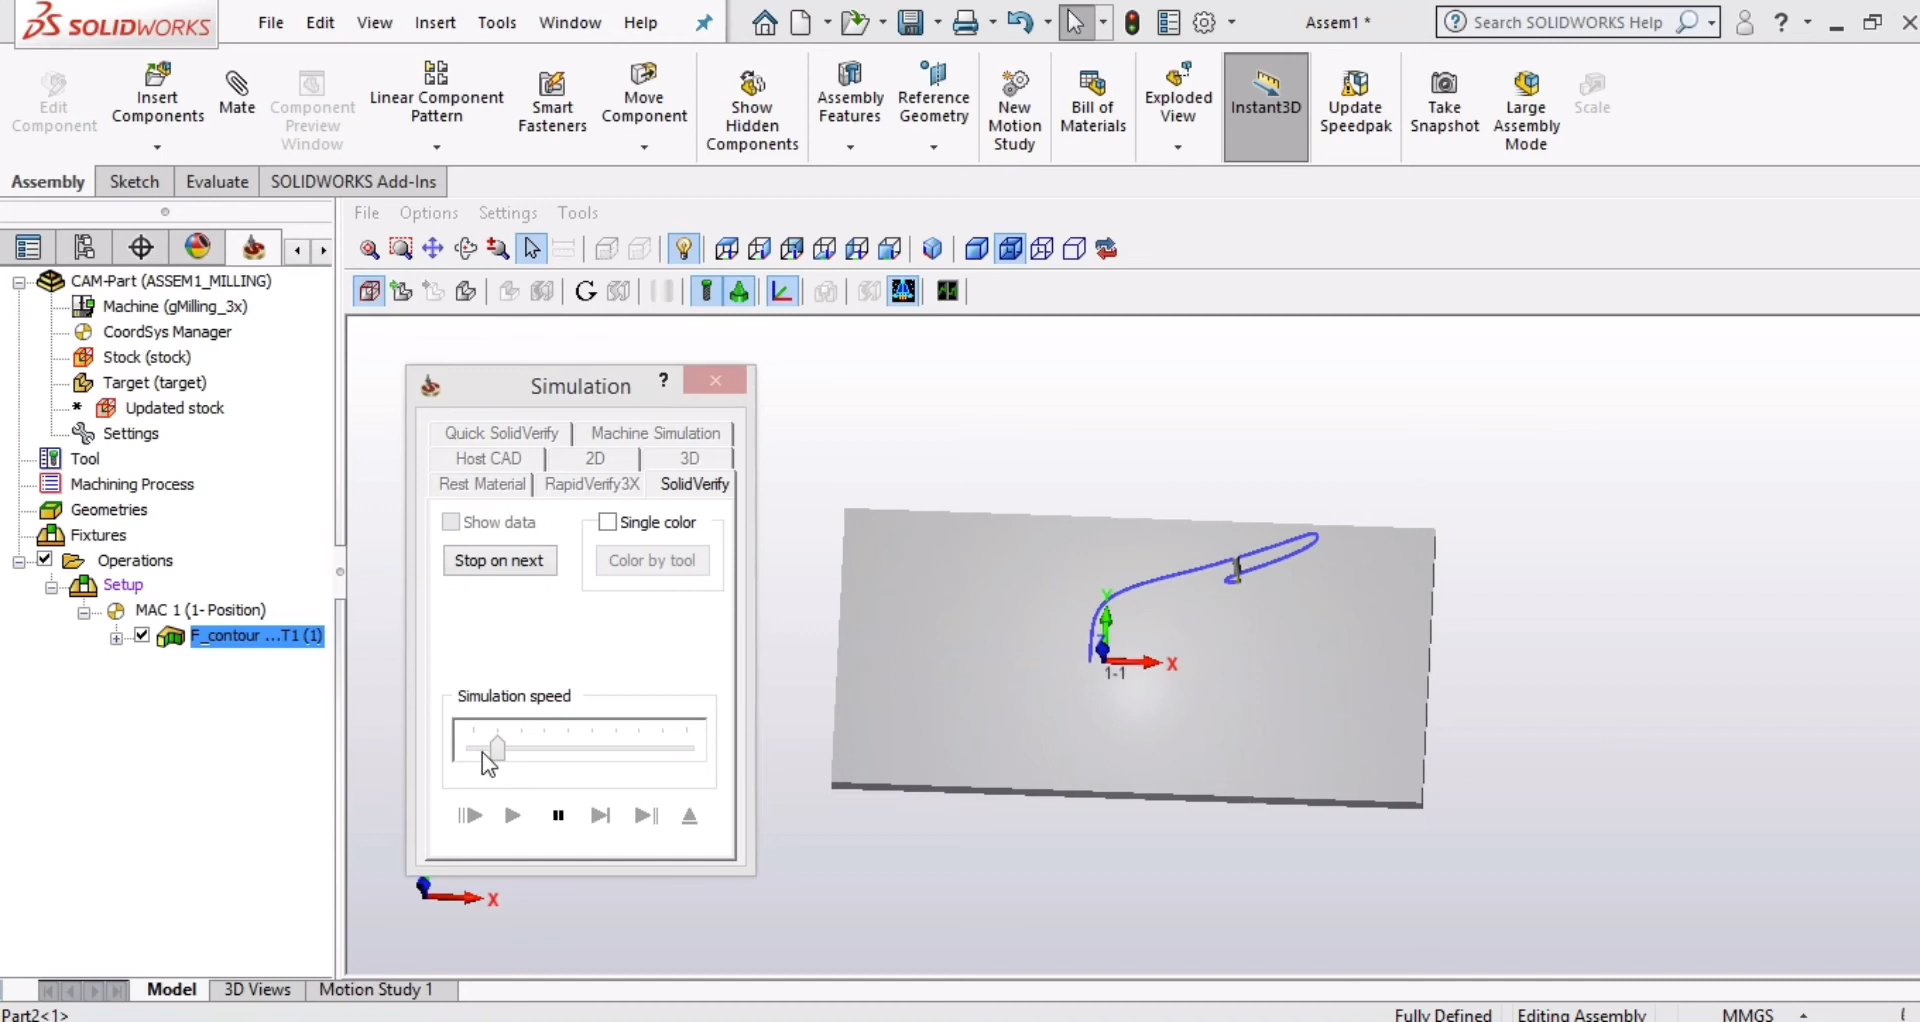 SOLIDWORKS File Edit View Insert Tools Window Help Assem1 * Search SOLIDWORKS Help ?
Edit Component
Insert Components
Mate
Component Preview Window
Linear Component Pattern
Smart Fasteners
Move Component
Show Hidden Components
Assembly Features
Reference Geometry
New Motion Study
Bill of Materials
Exploded View
Instant3D
Update Speedpak
Take Snapshot
Large Assembly Mode
Scale
Assembly Sketch Evaluate SOLIDWORKS Add-Ins
File Options Settings Tools
CAM-Part (ASSEM1_MILLING)
Machine (gMilling_3x)
CoordSys Manager
Stock (stock)
Target (target)
* Updated stock
Settings
Tool
Machining Process
Geometries
Fixtures
Operations
Setup
MAC 1 (1- Position)
F_contour ...T1 (1)
Simulation ?
Quick SolidVerify Machine Simulation
Host CAD 2D 3D
Rest Material RapidVerify3X SolidVerify
Show data Single color
Stop on next Color by tool
Simulation speed
Y
Z
X
1-1
X
Model 3D Views Motion Study 1
Part2<1> Fully Defined Editing Assembly MMGS